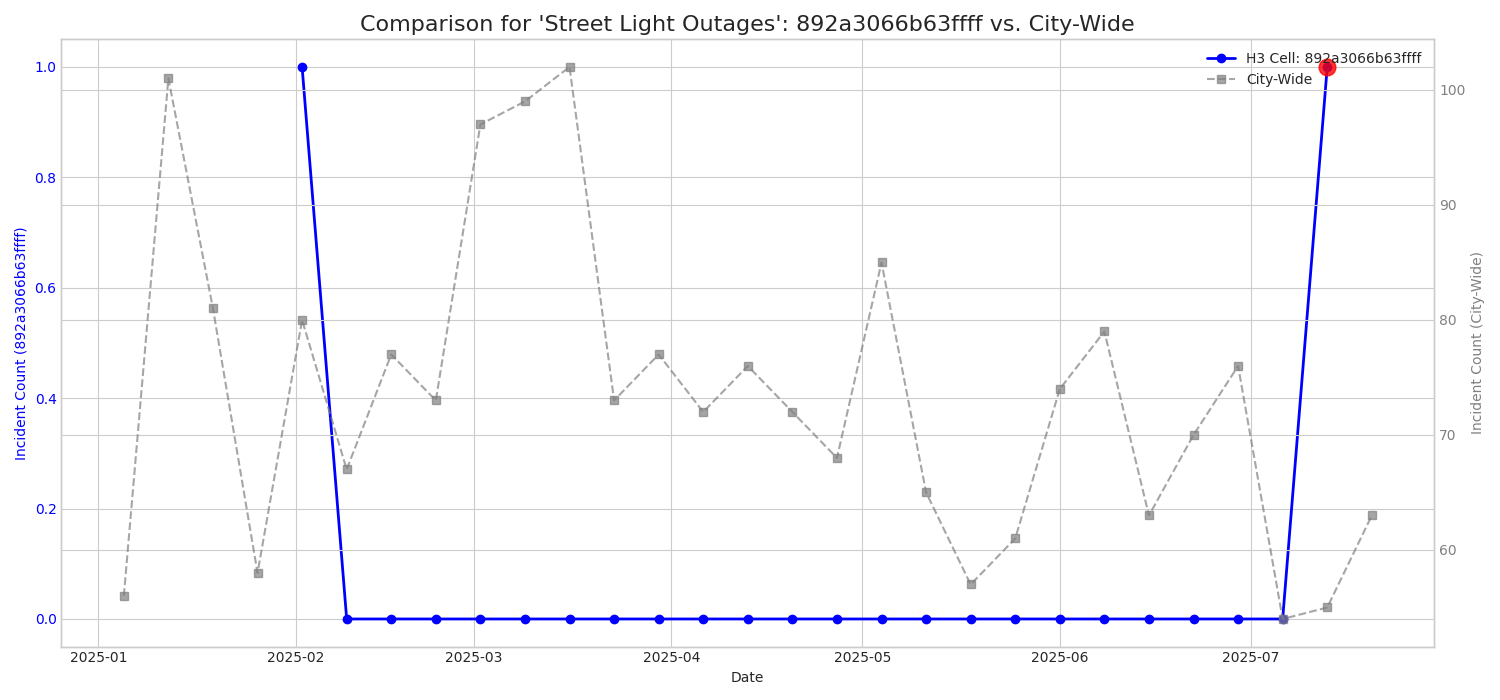 Comparison for 'Street Light Outages': 892a3066b63ffff vs. City-Wide
H3 Cell: 892a3066b63ffff
City-Wide
Incident Count (892a3066b63ffff)
1.0
0.8
0.6
0.4
0.2
0.0
100
90
80
70
60
Incident Count (City-Wide)
2025-01 2025-02 2025-03 2025-04 2025-05 2025-06 2025-07
Date